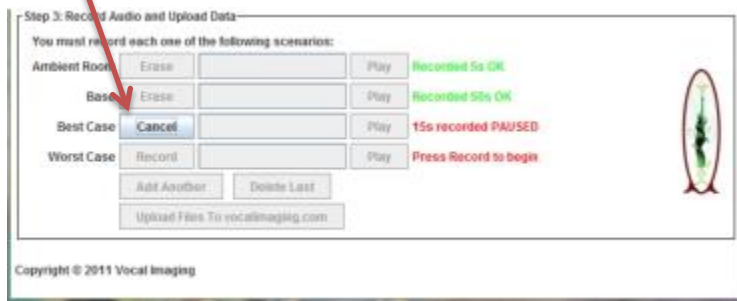 Step 3: Record Audio and Upload Data
You must record each one of the following scenarios:
Ambient Room Erase Play Recorded 5s OK
Base Erase Play Recorded 50s OK
Best Case Cancel Play 15s recorded PAUSED
Worst Case Record Play Press Record to begin
Add Another Delete Last
Upload Files To vocalimaging.com
Copyright © 2011 Vocal Imaging